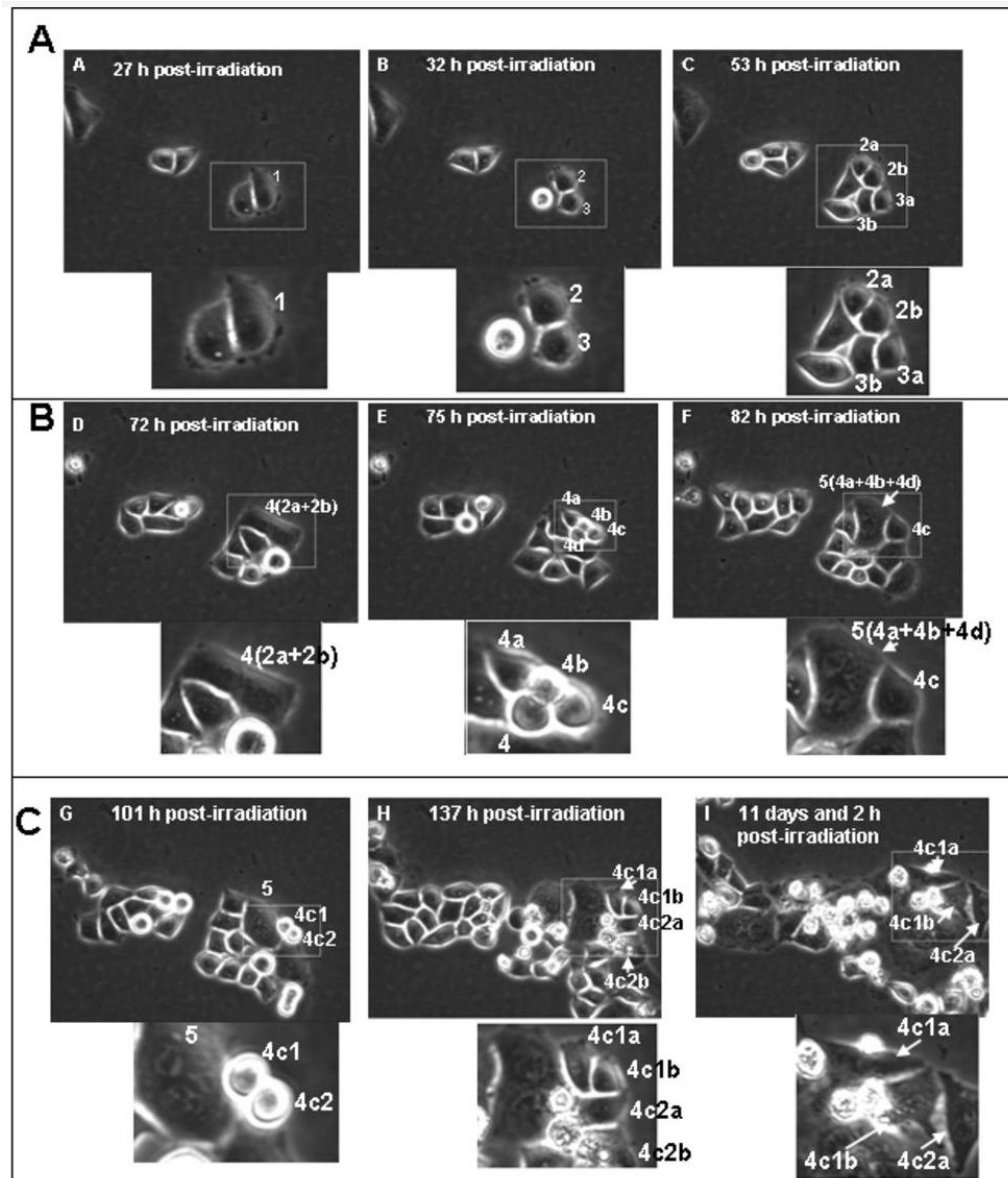 A
A
27 h post-irradiation
1
1
B
32 h post-irradiation
2
3
2
3
C
53 h post-irradiation
2a
2b
3a
3b
2a
2b
3a
3b
B
D
72 h post-irradiation
4(2a+2b)
4(2a+2b)
E
75 h post-irradiation
4a
4b
4c
4d
4a
4b
4c
4
F
82 h post-irradiation
5(4a+4b+4d)
4c
5(4a+4b+4d)
4c
C
G
101 h post-irradiation
5
4c1
4c2
5
4c1
4c2
H
137 h post-irradiation
4c1a
4c1b
4c2a
4c2b
4c1a
4c1b
4c2a
4c2b
I
11 days and 2 h
post-irradiation
4c1a
4c1b
4c2a
4c1a
4c1b
4c2a